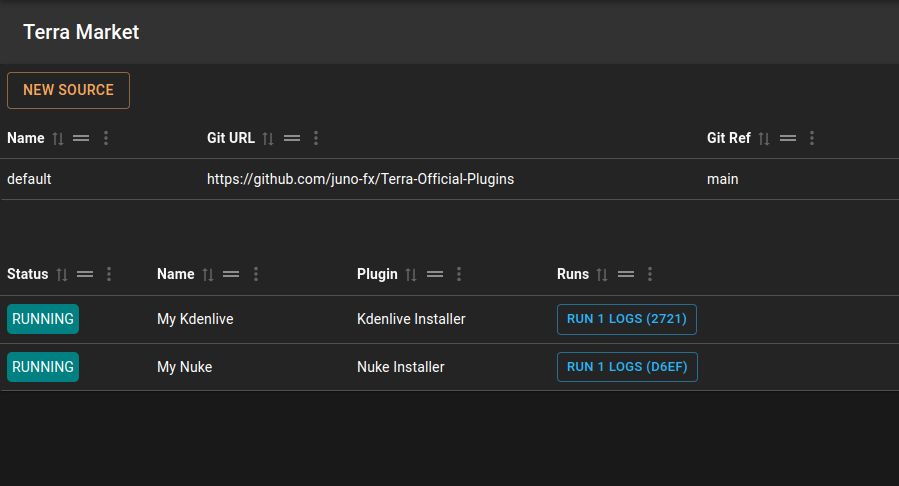 Terra Market
NEW SOURCE
Name Git URL Git Ref
default https://github.com/juno-fx/Terra-Official-Plugins main
Status Name Plugin Runs
RUNNING My Kdenlive Kdenlive Installer RUN 1 LOGS (2721)
RUNNING My Nuke Nuke Installer RUN 1 LOGS (D6EF)